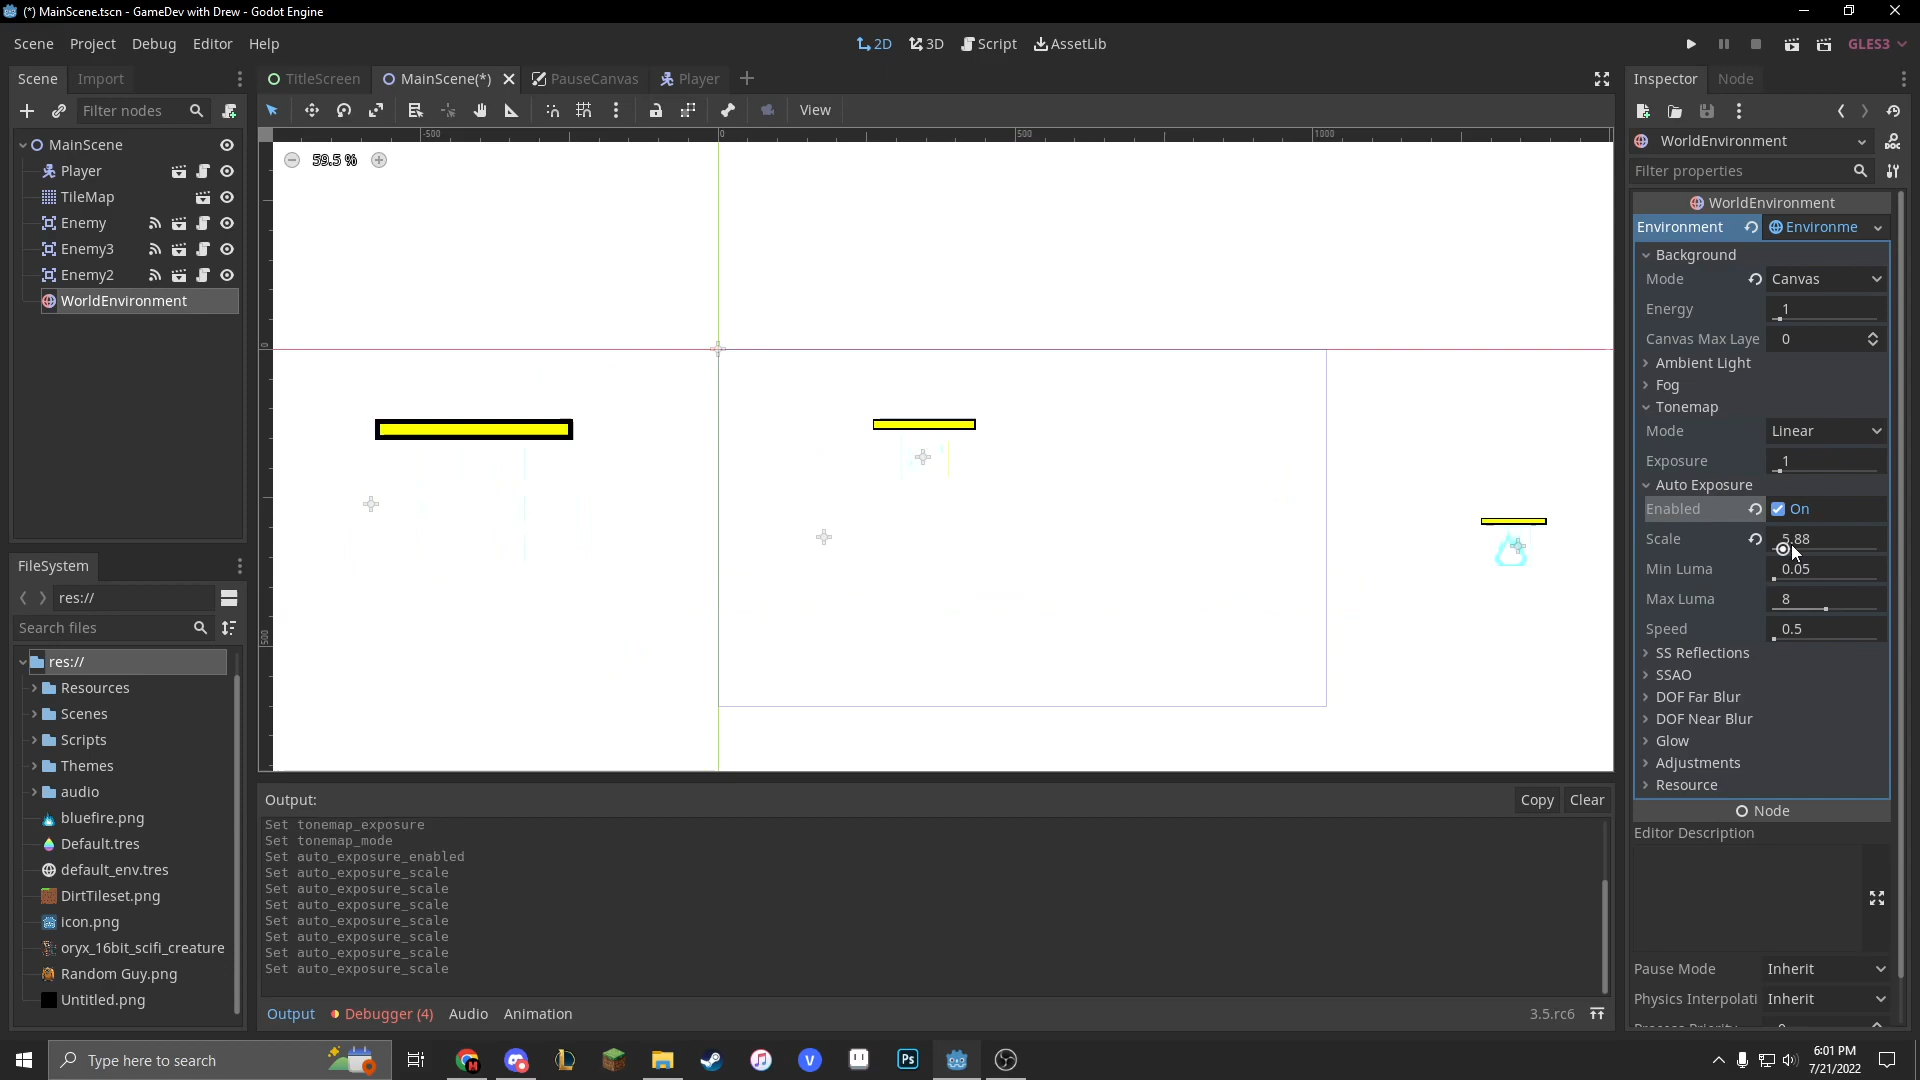 (*) MainScene.tscn - GameDev with Drew - Godot Engine
Scene Project Debug Editor Help
2D 3D Script AssetLib
GLES3
Scene Import
TitleScreen MainScene(*) PauseCanvas Player
Inspector Node
Filter nodes
View
-500 0 500 1000
59.5 %
MainScene
Player
TileMap
Enemy
Enemy3
Enemy2
WorldEnvironment
0
500
FileSystem
res://
Search files
res://
Resources
Scenes
Scripts
Themes
audio
bluefire.png
Default.tres
default_env.tres
DirtTileset.png
icon.png
oryx_16bit_scifi_creature
Random Guy.png
Untitled.png
Output:
Copy Clear
Set tonemap_exposure
Set tonemap_mode
Set auto_exposure_enabled
Set auto_exposure_scale
Set auto_exposure_scale
Set auto_exposure_scale
Set auto_exposure_scale
Set auto_exposure_scale
Set auto_exposure_scale
Set auto_exposure_scale
Output Debugger (4) Audio Animation
3.5.rc6
WorldEnvironment
Filter properties
WorldEnvironment
Environment Environme
Background
Mode Canvas
Energy 1
Canvas Max Laye 0
Ambient Light
Fog
Tonemap
Mode Linear
Exposure 1
Auto Exposure
Enabled On
Scale 5.88
Min Luma 0.05
Max Luma 8
Speed 0.5
SS Reflections
SSAO
DOF Far Blur
DOF Near Blur
Glow
Adjustments
Resource
Node
Editor Description
Pause Mode Inherit
Physics Interpolati Inherit
Type here to search
Ps
6:01 PM
7/21/2022